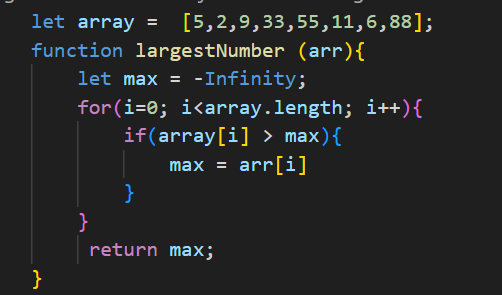 let array =  [5,2,9,33,55,11,6,88];
function largestNumber (arr){
    let max = -Infinity;
    for(i=0; i<array.length; i++){
        if(array[i] > max){
            max = arr[i]
        }
    }
     return max;
}